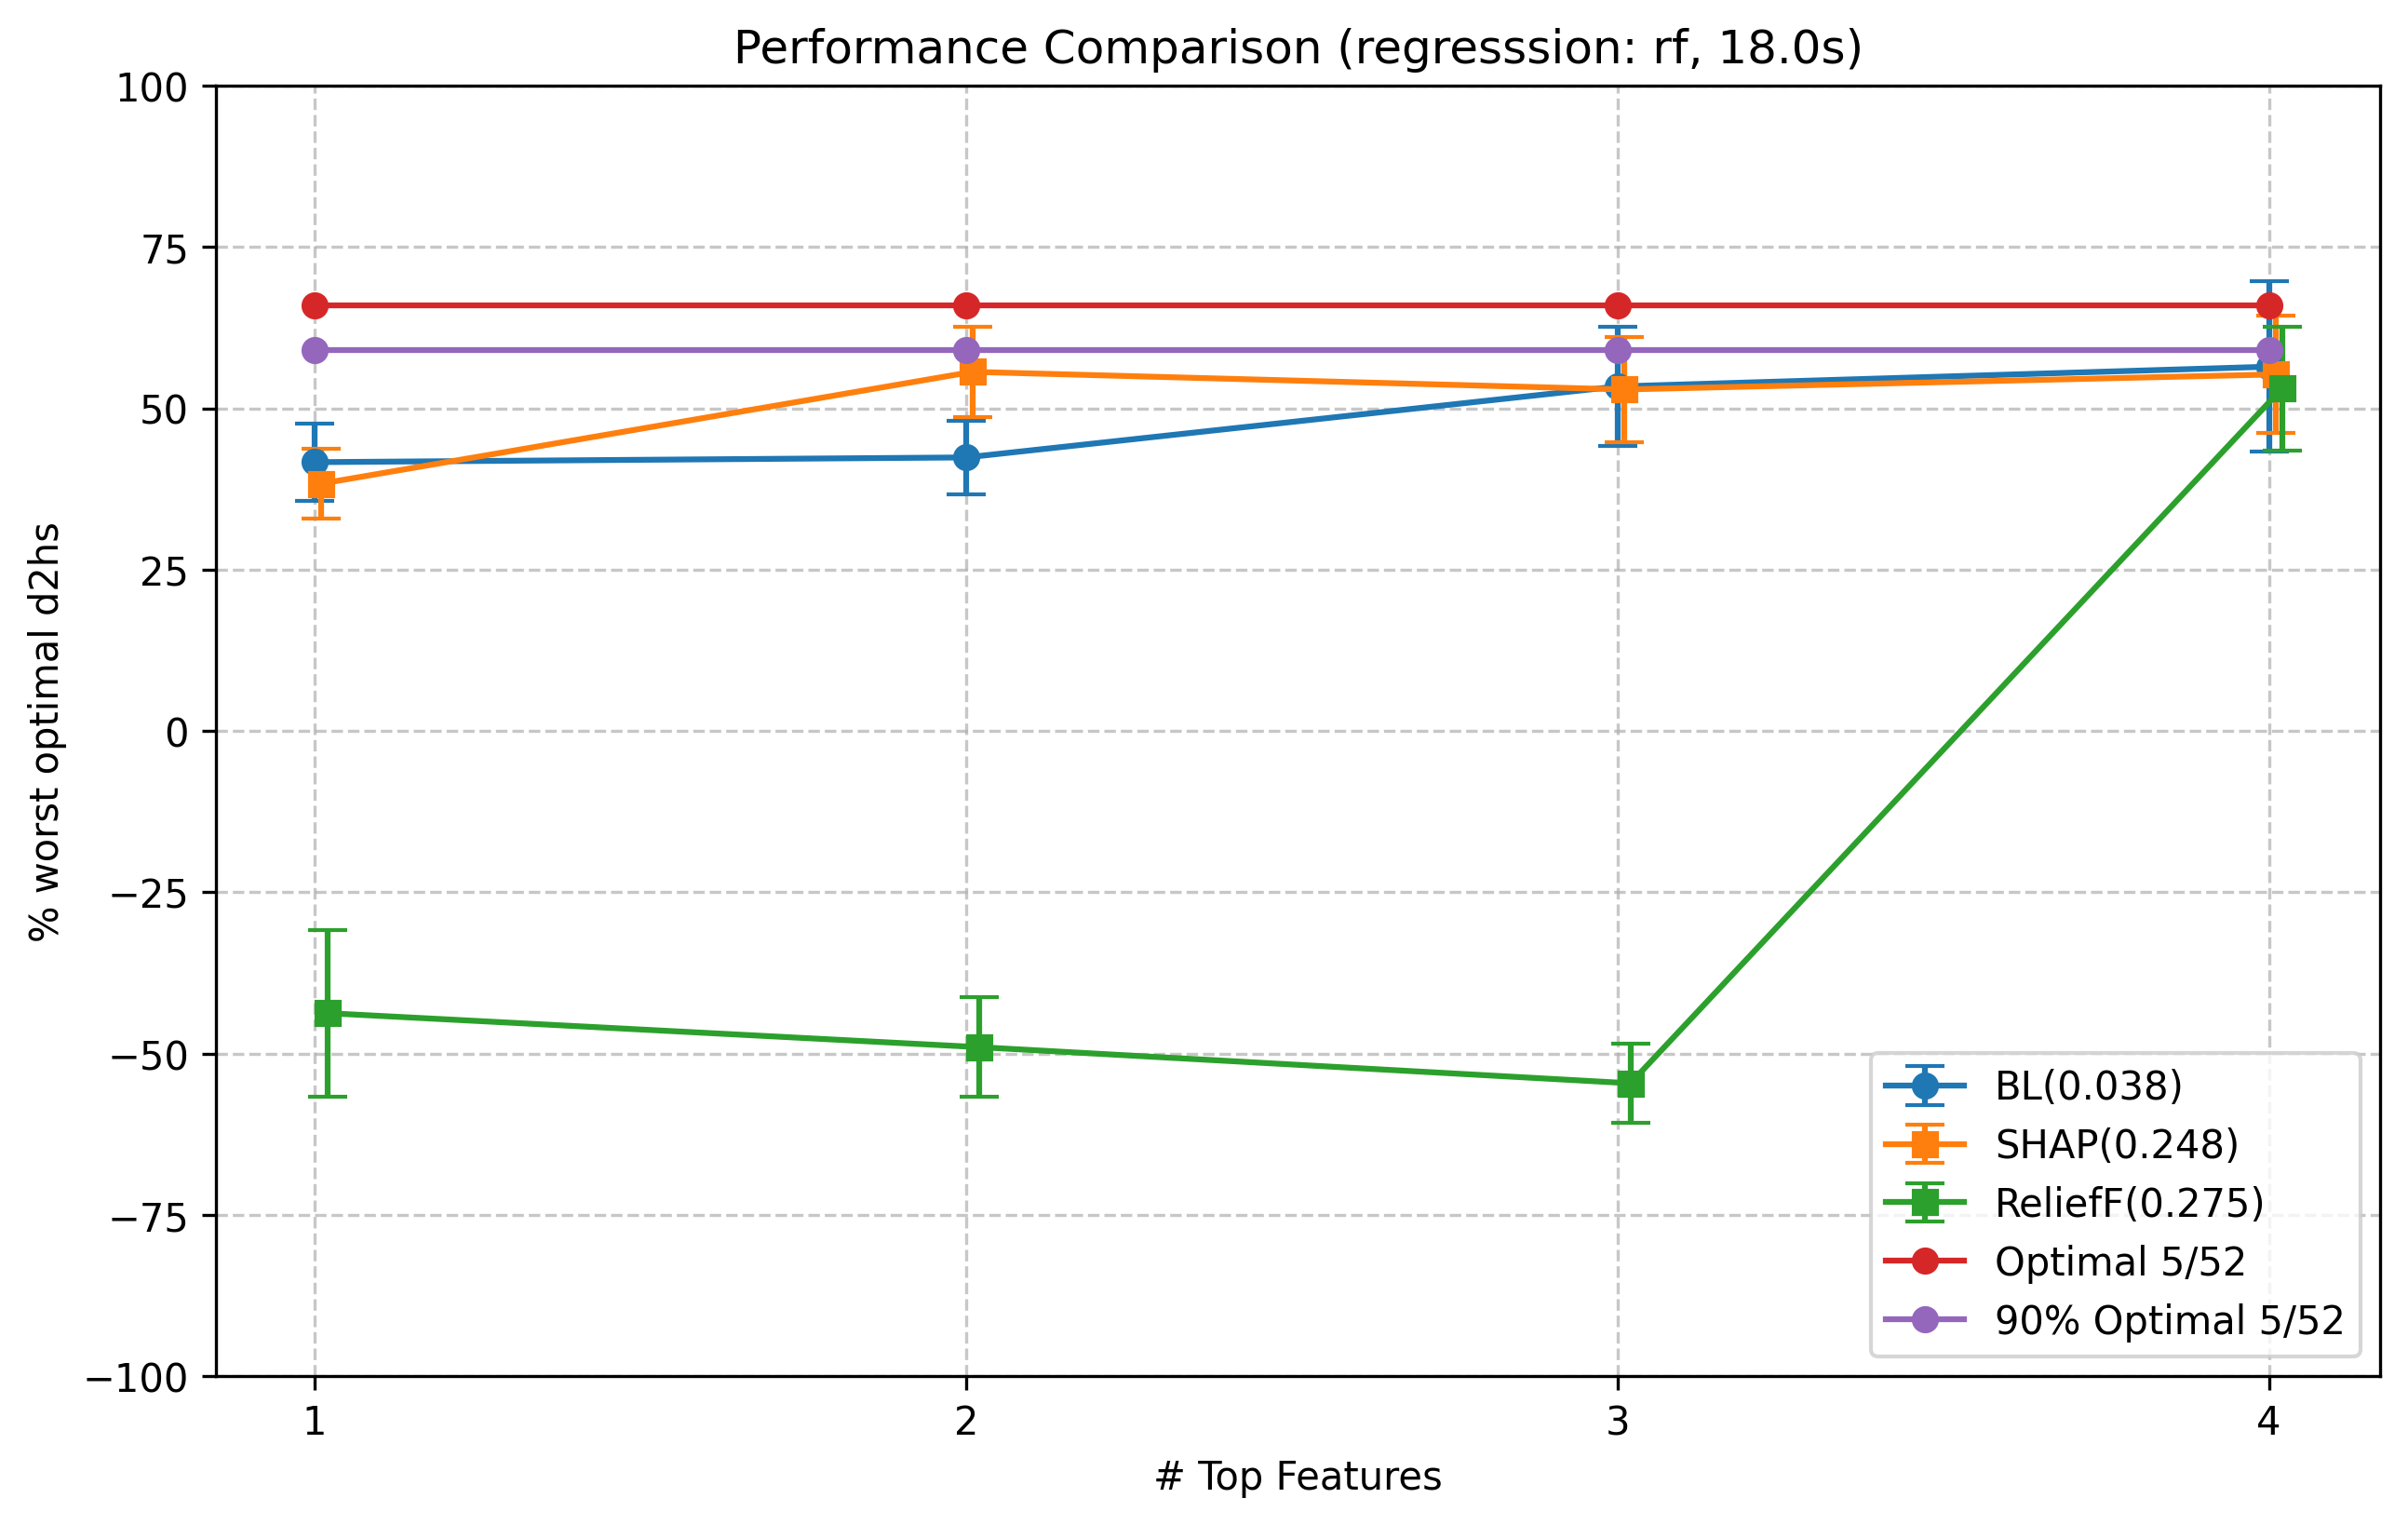 Performance Comparison (regresssion: rf, 18.0s)
% worst optimal d2hs
100
75
50
25
0
−25
−50
−75
−100
BL(0.038)
SHAP(0.248)
ReliefF(0.275)
Optimal 5/52
90% Optimal 5/52
1 2 3 4
# Top Features